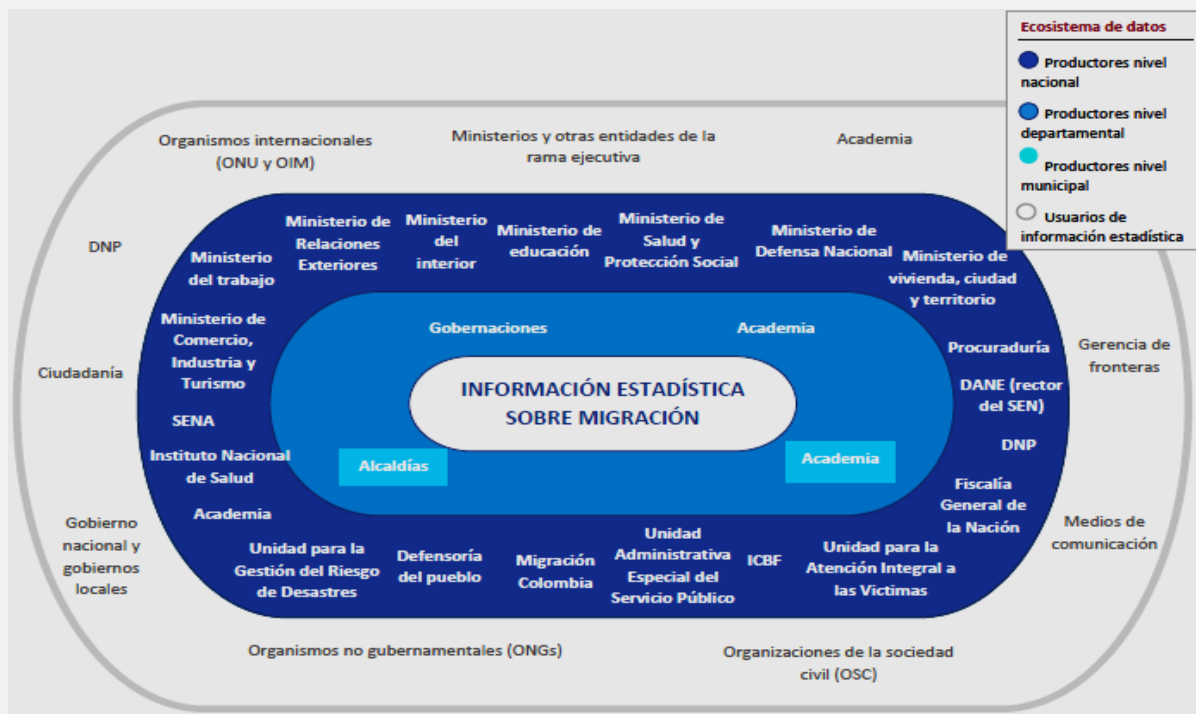 Ecosistema de datos
Productores nivel
nacional
Productores nivel
departamental
Productores nivel
municipal
Usuarios de
información estadística
Organismos internacionales
(ONU y OIM)
Ministerios y otras entidades de la
rama ejecutiva
Academia
DNP
Ciudadanía
Gobierno
nacional y
gobiernos
locales
Gerencia de
fronteras
Medios de
comunicación
Organismos no gubernamentales (ONGs)
Organizaciones de la sociedad
civil (OSC)
Ministerio
del trabajo
Ministerio de
Relaciones
Exteriores
Ministerio
del
interior
Ministerio de
educación
Ministerio de
Salud y
Protección Social
Ministerio de
Defensa Nacional
Ministerio de
vivienda, ciudad
y territorio
Ministerio de
Comercio,
Industria y
Turismo
SENA
Instituto Nacional
de Salud
Academia
Procuraduría
DANE (rector
del SEN)
DNP
Fiscalía
General de
la Nación
Unidad para la
Gestión del Riesgo
de Desastres
Defensoría
del pueblo
Migración
Colombia
Unidad
Administrativa
Especial del
Servicio Público
ICBF
Unidad para la
Atención Integral a
las Victimas
Gobernaciones
Academia
INFORMACIÓN ESTADÍSTICA
SOBRE MIGRACIÓN
Alcaldías
Academia